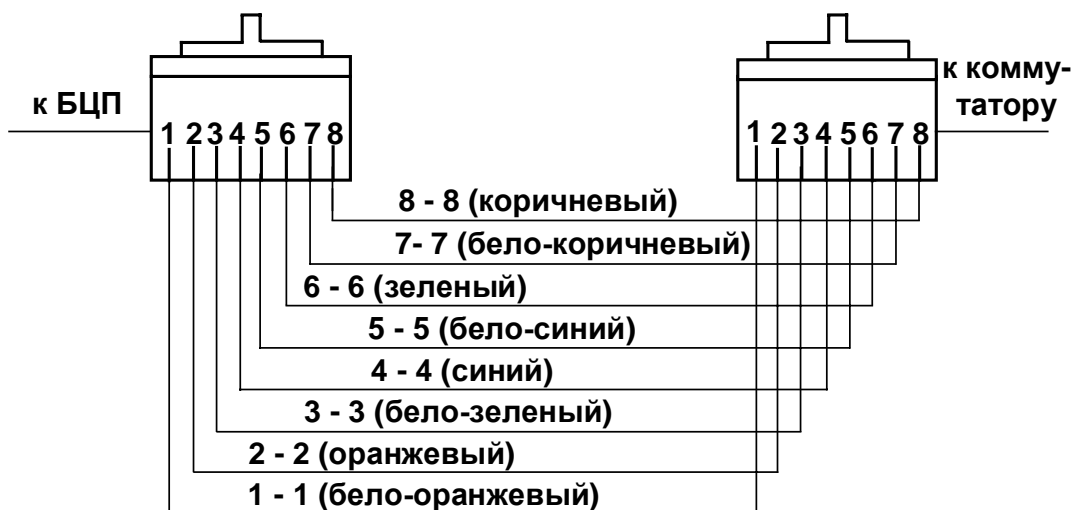 к БЦП
1 2 3 4 5 6 7 8
к комму-
татору
1 2 3 4 5 6 7 8
8 - 8 (коричневый)
7- 7 (бело-коричневый)
6 - 6 (зеленый)
5 - 5 (бело-синий)
4 - 4 (синий)
3 - 3 (бело-зеленый)
2 - 2 (оранжевый)
1 - 1 (бело-оранжевый)